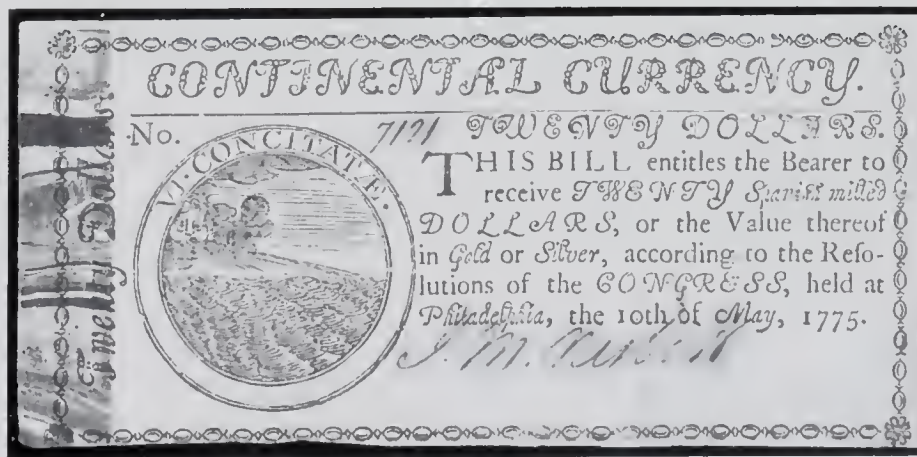 CONTINENTAL CURRENCY.
No. 7121 TWENTY DOLLARS.
VI CONCITATÆ.
THIS BILL entitles the Bearer to
receive TWENTY Spanish milled
DOLLARS, or the Value thereof
in Gold or Silver, according to the Reſo-
lutions of the CONGRESS, held at
Philadelphia, the 10th of May, 1775.
Twenty Dollars